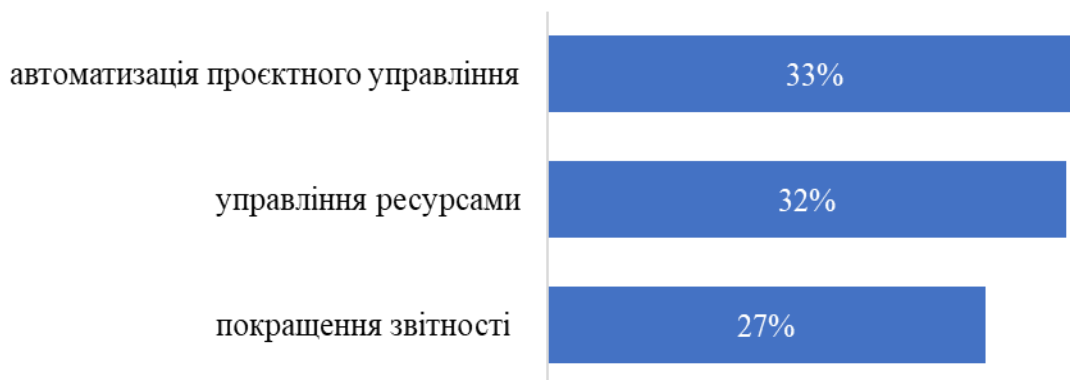 автоматизація проєктного управління
33%
управління ресурсами
32%
покращення звітності
27%